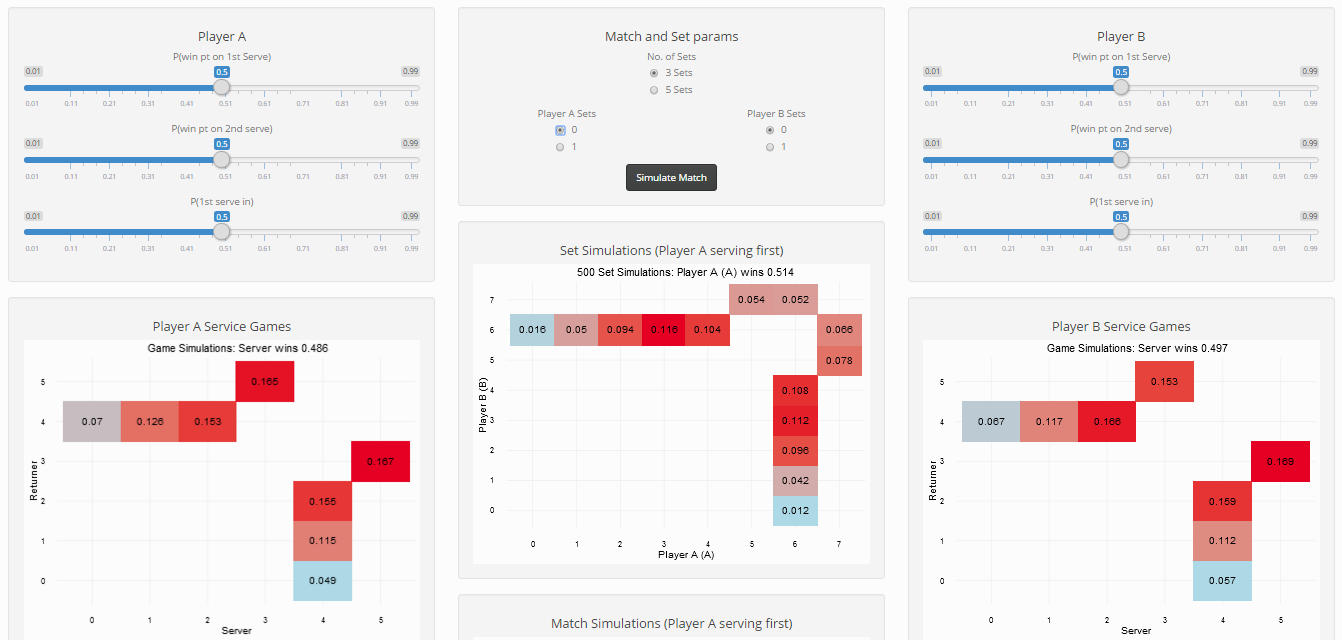 Player A
P(win pt on 1st Serve)
0.01 0.5 0.99
0.01 0.11 0.21 0.31 0.41 0.51 0.61 0.71 0.81 0.91 0.99
P(win pt on 2nd serve)
0.01 0.5 0.99
0.01 0.11 0.21 0.31 0.41 0.51 0.61 0.71 0.81 0.91 0.99
P(1st serve in)
0.01 0.5 0.99
0.01 0.11 0.21 0.31 0.41 0.51 0.61 0.71 0.81 0.91 0.99
Match and Set params
No. of Sets
3 Sets
5 Sets
Player A Sets
0
1
Player B Sets
0
1
Simulate Match
Player B
P(win pt on 1st Serve)
0.01 0.5 0.99
0.01 0.11 0.21 0.31 0.41 0.51 0.61 0.71 0.81 0.91 0.99
P(win pt on 2nd serve)
0.01 0.5 0.99
0.01 0.11 0.21 0.31 0.41 0.51 0.61 0.71 0.81 0.91 0.99
P(1st serve in)
0.01 0.5 0.99
0.01 0.11 0.21 0.31 0.41 0.51 0.61 0.71 0.81 0.91 0.99
Player A Service Games
Game Simulations: Server wins 0.486
5 0.165
4 0.07 0.126 0.153
3 0.167
Returner
2 0.155
1 0.115
0 0.049
0 1 2 3 4 5
Server
Set Simulations (Player A serving first)
500 Set Simulations: Player A (A) wins 0.514
7 0.054 0.052
6 0.016 0.05 0.094 0.116 0.104 0.066
5 0.078
4 0.108
Player B (B)
3 0.112
2 0.096
1 0.042
0 0.012
0 1 2 3 4 5 6 7
Player A (A)
Match Simulations (Player A serving first)
Player B Service Games
Game Simulations: Server wins 0.497
5 0.153
4 0.067 0.117 0.166
3 0.169
Returner
2 0.159
1 0.112
0 0.057
0 1 2 3 4 5
Server